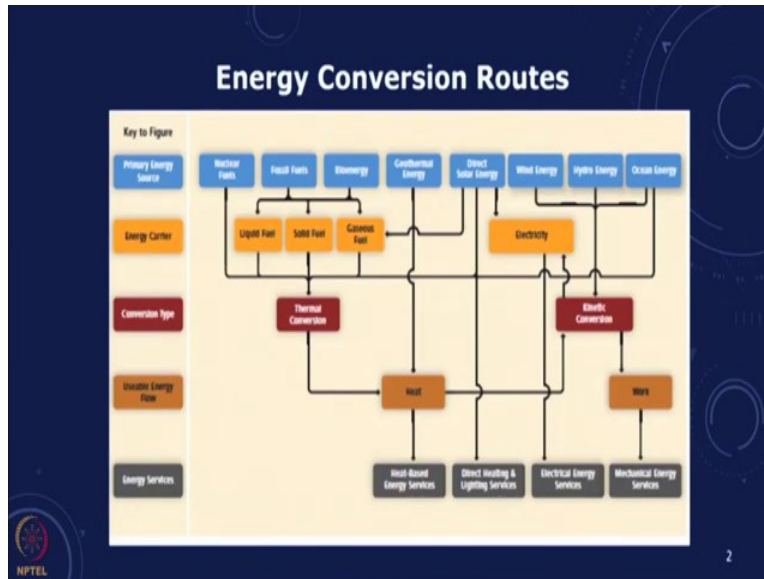 Energy Conversion Routes
Key to Figure
Primary Energy
Source
Nuclear
Fuels
Fossil Fuels
Bioenergy
Geothermal
Energy
Direct
Solar Energy
Wind Energy
Hydro Energy
Ocean Energy
Energy Carrier
Liquid Fuel
Solid Fuel
Gaseous
Fuel
Electricity
Conversion Type
Thermal
Conversion
Kinetic
Conversion
Useable Energy
Flow
Heat
Work
Energy Services
Heat-Based
Energy Services
Direct Heating &
Lighting Services
Electrical Energy
Services
Mechanical Energy
Services
NPTEL
2